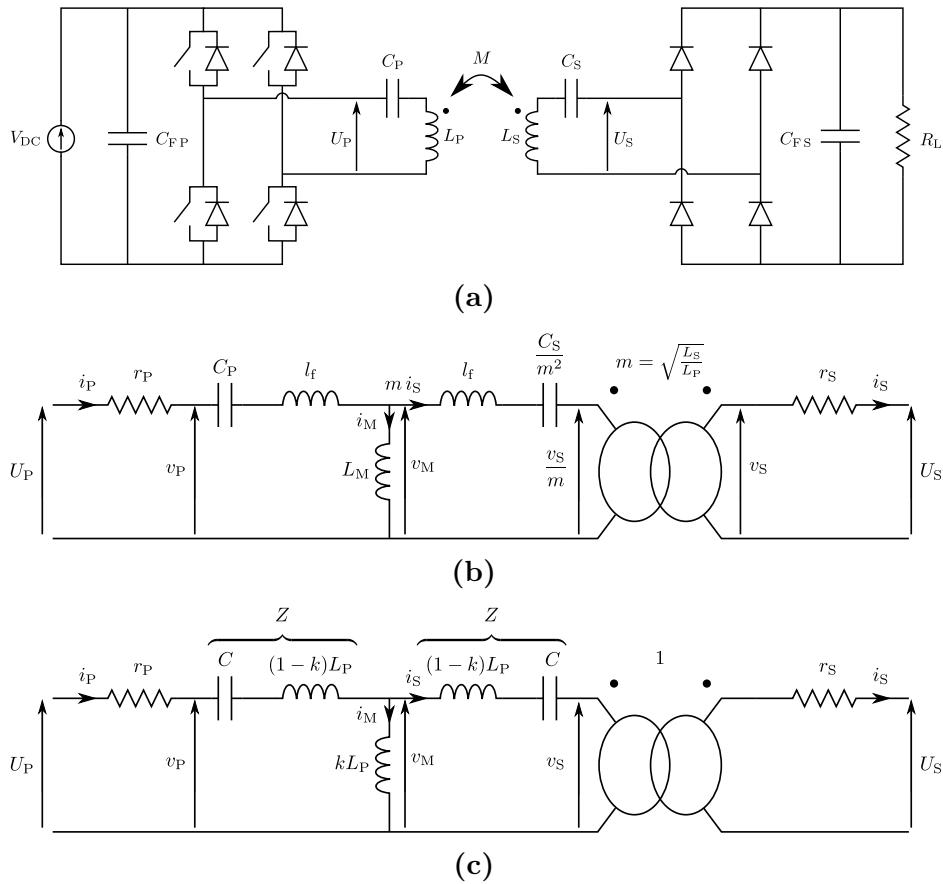 M
C_P
C_S
V_DC
C_FP
U_P
L_P
L_S
U_S
C_FS
R_L
(a)
C_S/m²
m = √(L_S/L_P)
i_P
r_P
C_P
l_f
m i_S
l_f
r_S
i_S
i_M
U_P
v_P
L_M
v_M
v_S/m
v_S
U_S
(b)
Z
Z
i_P
r_P
C
(1 − k)L_P
i_S
(1 − k)L_P
C
1
r_S
i_S
i_M
U_P
v_P
kL_P
v_M
v_S
U_S
(c)